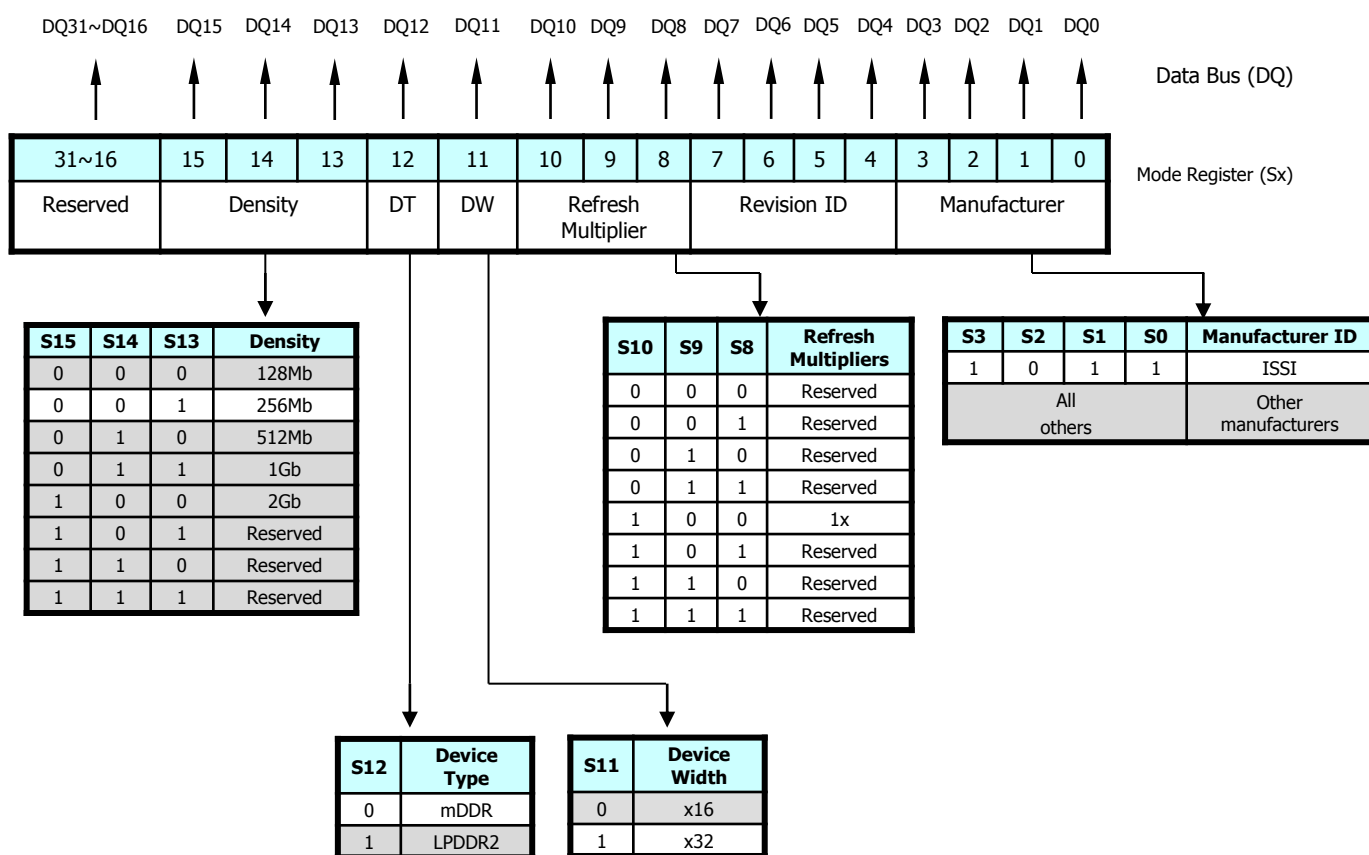 DQ31~DQ16 DQ15 DQ14 DQ13 DQ12 DQ11 DQ10 DQ9 DQ8 DQ7 DQ6 DQ5 DQ4 DQ3 DQ2 DQ1 DQ0
Data Bus (DQ)
31~16 15 14 13 12 11 10 9 8 7 6 5 4 3 2 1 0
Mode Register (Sx)
Reserved Density DT DW Refresh Revision ID Manufacturer
Multiplier
S15 S14 S13 Density
0 0 0 128Mb
0 0 1 256Mb
0 1 0 512Mb
0 1 1 1Gb
1 0 0 2Gb
1 0 1 Reserved
1 1 0 Reserved
1 1 1 Reserved
S10 S9 S8 Refresh
Multipliers
0 0 0 Reserved
0 0 1 Reserved
0 1 0 Reserved
0 1 1 Reserved
1 0 0 1x
1 0 1 Reserved
1 1 0 Reserved
1 1 1 Reserved
S3 S2 S1 S0 Manufacturer ID
1 0 1 1 ISSI
All Other
others manufacturers
S12 Device
Type
0 mDDR
1 LPDDR2
S11 Device
Width
0 x16
1 x32